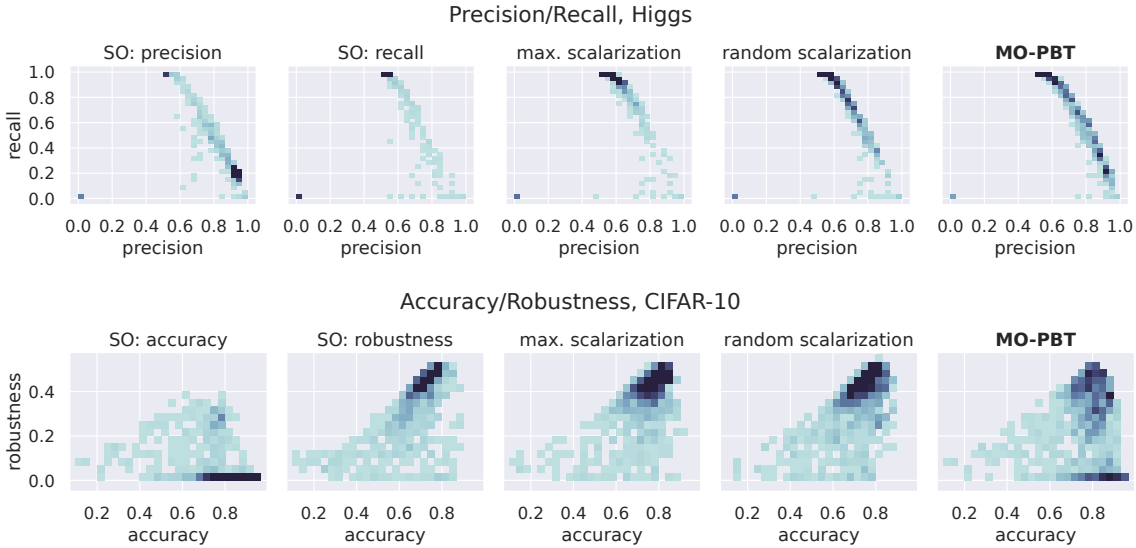 Precision/Recall, Higgs
SO: precision SO: recall max. scalarization random scalarization MO-PBT
1.0
0.8
0.6
0.4
0.2
0.0
recall
0.0 0.2 0.4 0.6 0.8 1.0 0.0 0.2 0.4 0.6 0.8 1.0 0.0 0.2 0.4 0.6 0.8 1.0 0.0 0.2 0.4 0.6 0.8 1.0 0.0 0.2 0.4 0.6 0.8 1.0
precision precision precision precision precision
Accuracy/Robustness, CIFAR-10
SO: accuracy SO: robustness max. scalarization random scalarization MO-PBT
0.4
0.2
0.0
robustness
0.2 0.4 0.6 0.8 0.2 0.4 0.6 0.8 0.2 0.4 0.6 0.8 0.2 0.4 0.6 0.8 0.2 0.4 0.6 0.8
accuracy accuracy accuracy accuracy accuracy